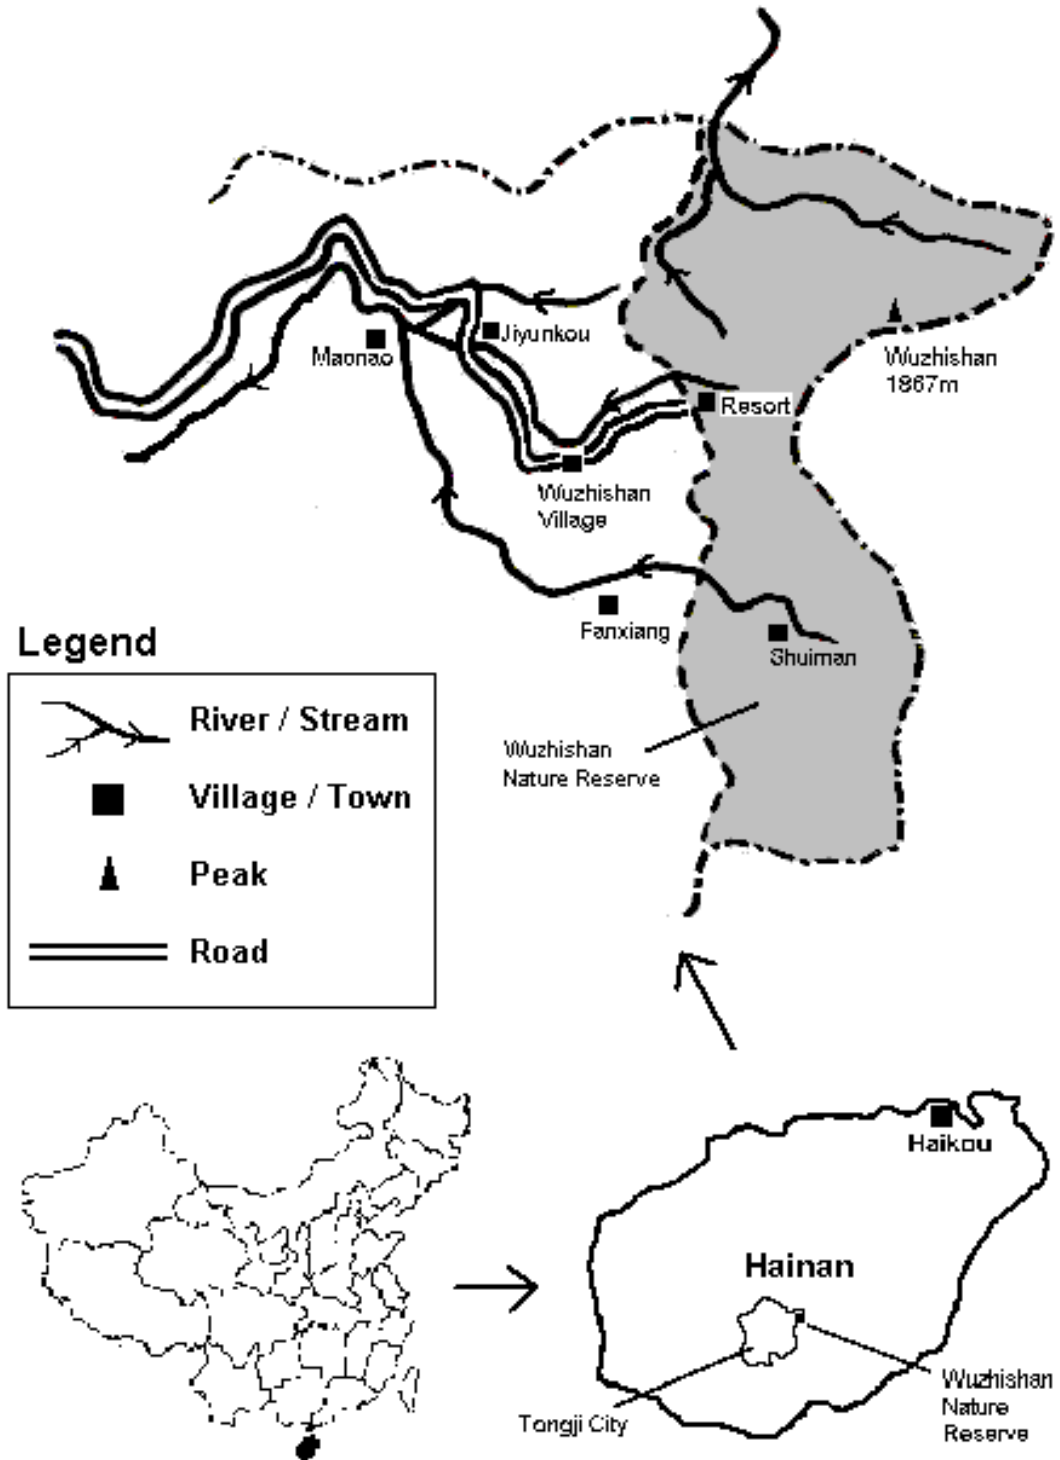 Jiyunkou
Maonao
Wuzhishan
1867m
Resort
Wuzhishan
Village
Fanxiang
Shuiman
Wuzhishan
Nature Reserve
Legend
River / Stream
Village / Town
Peak
Road
Haikou
Hainan
Tongji City
Wuzhishan
Nature
Reserve